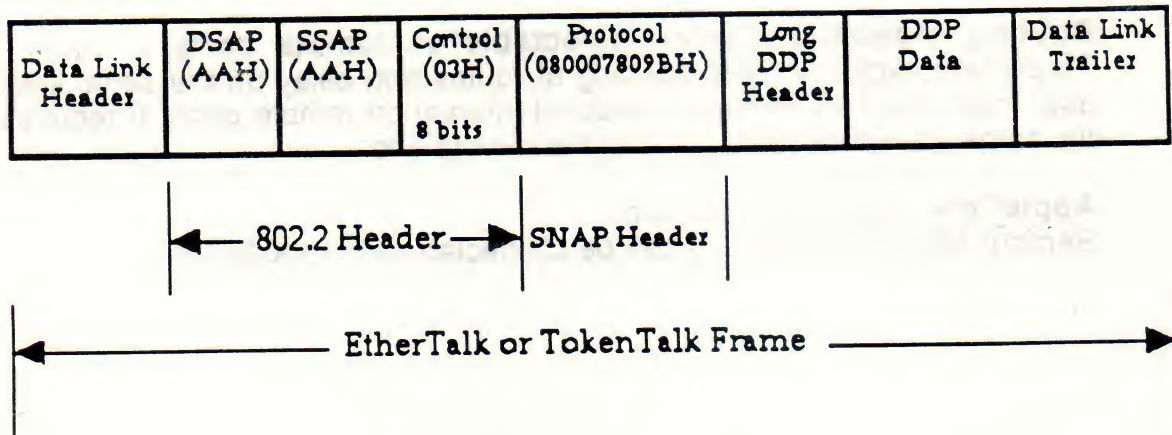 Data Link
Header
DSAP
(AAH)
SSAP
(AAH)
Control
(03H)
8 bits
Protocol
(080007809BH)
Long
DDP
Header
DDP
Data
Data Link
Trailer
802.2 Header
SNAP Header
EtherTalk or TokenTalk Frame